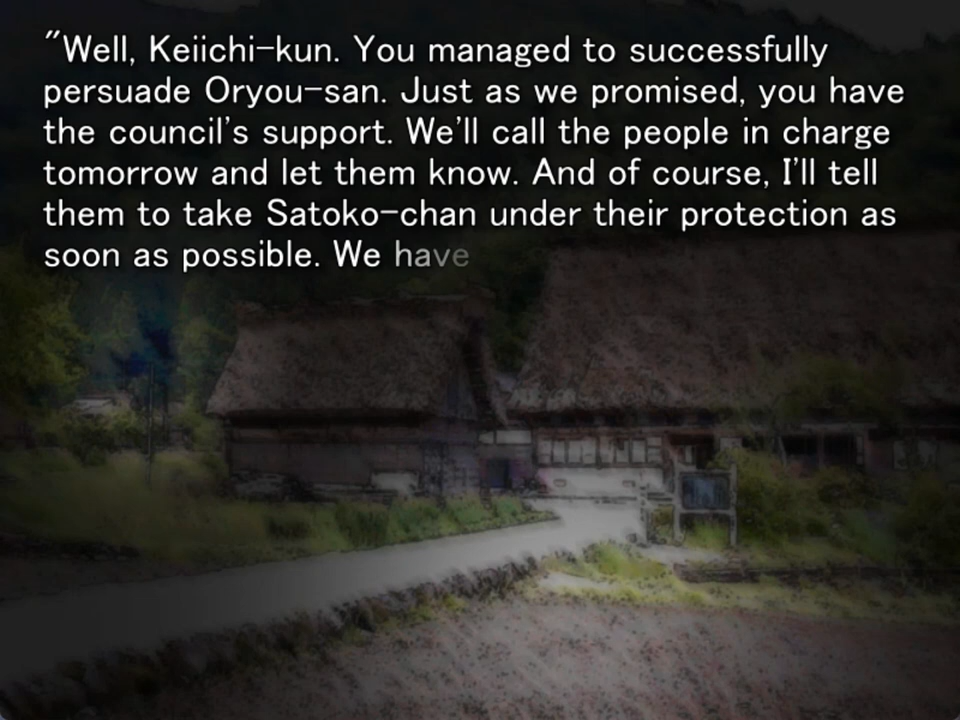 "Well, Keiichi-kun. You managed to successfully
persuade Oryou-san. Just as we promised, you have
the council's support. We'll call the people in charge
tomorrow and let them know. And of course, I'll tell
them to take Satoko-chan under their protection as
soon as possible. We have